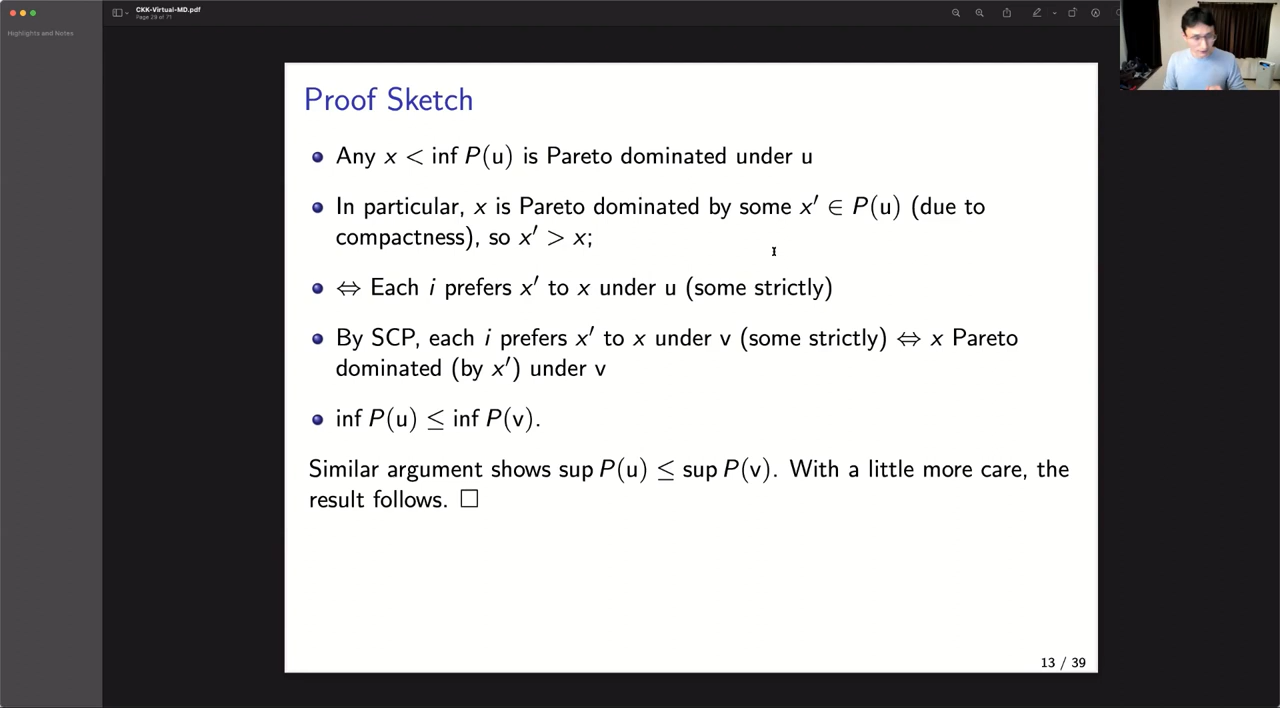 CKK-Virtual-MD.pdf
Page 29 of 71
Highlights and Notes
Proof Sketch
Any x < inf P(u) is Pareto dominated under u
In particular, x is Pareto dominated by some x′ ∈ P(u) (due to
compactness), so x′ > x;
⇔ Each i prefers x′ to x under u (some strictly)
By SCP, each i prefers x′ to x under v (some strictly) ⇔ x Pareto
dominated (by x′) under v
inf P(u) ≤ inf P(v).
Similar argument shows sup P(u) ≤ sup P(v). With a little more care, the
result follows. □
13 / 39